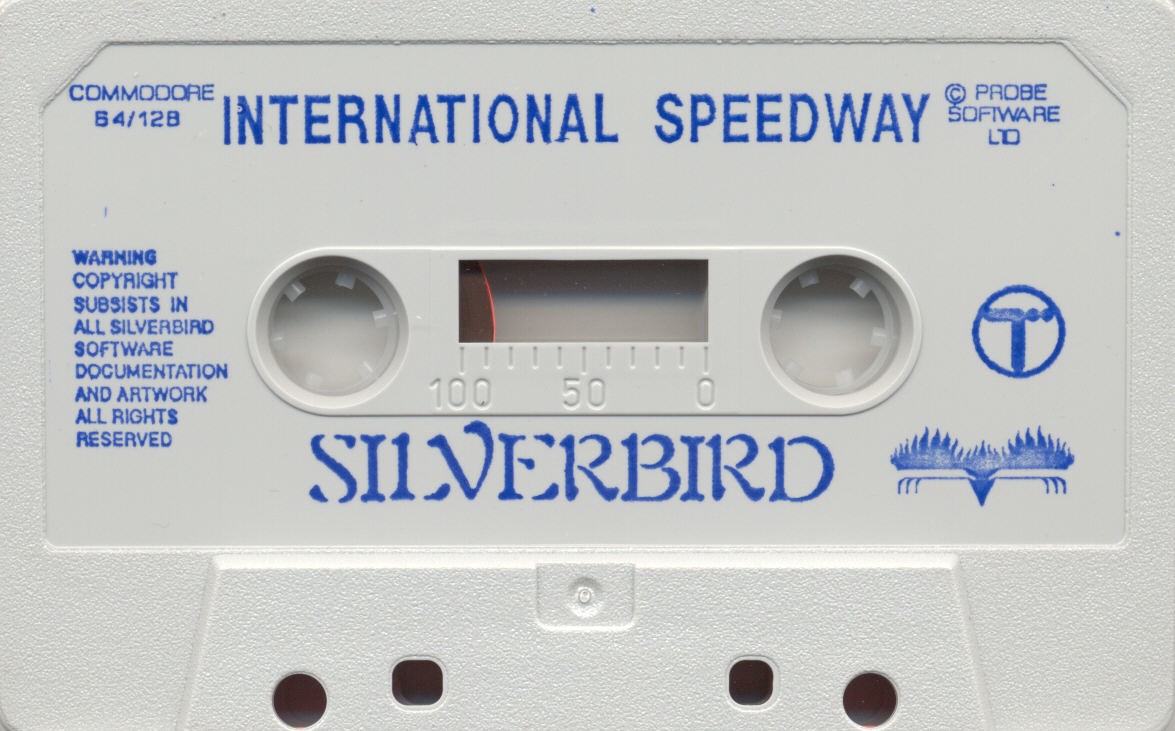 COMMODORE
64/128
INTERNATIONAL SPEEDWAY
© PROBE
SOFTWARE
LTD
WARNING
COPYRIGHT
SUBSISTS IN
ALL SILVERBIRD
SOFTWARE
DOCUMENTATION
AND ARTWORK
ALL RIGHTS
RESERVED
100 50 0
T
SILVERBIRD